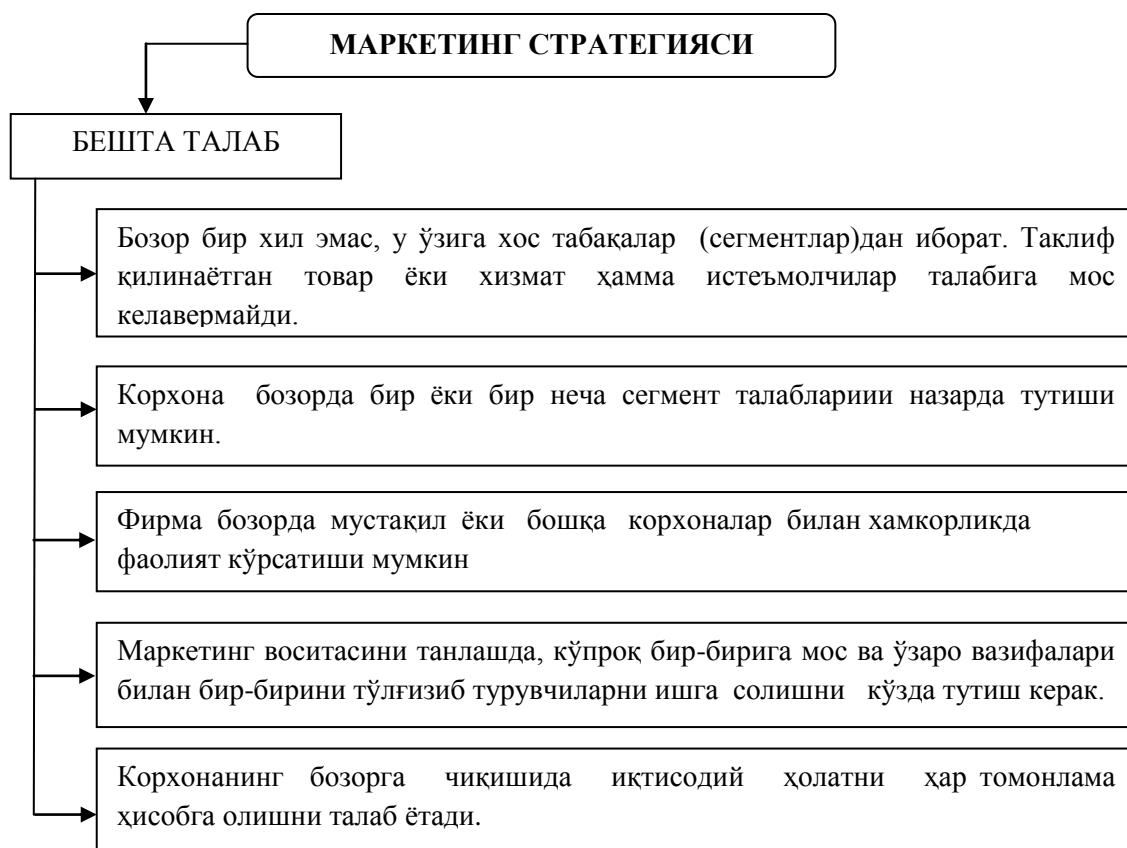 МАРКЕТИНГ СТРАТЕГИЯСИ
БЕШТА ТАЛАБ
Бозор бир хил эмас, у ўзига хос табақалар (сегментлар)дан иборат. Таклиф
қилинаётган товар ёки хизмат ҳамма истеъмолчилар талабига мос
келавермайди.
Корхона бозорда бир ёки бир неча сегмент талаблариии назарда тутиши
мумкин.
Фирма бозорда мустақил ёки бошқа корхоналар билан хамкорликда
фаолият кўрсатиши мумкин
Маркетинг воситасини танлашда, кўпроқ бир-бирига мос ва ўзаро вазифалари
билан бир-бирини тўлғизиб турувчиларни ишга солишни кўзда тутиш керак.
Корхонанинг бозорга чиқишида иқтисодий ҳолатни ҳар томонлама
ҳисобга олишни талаб ётади.